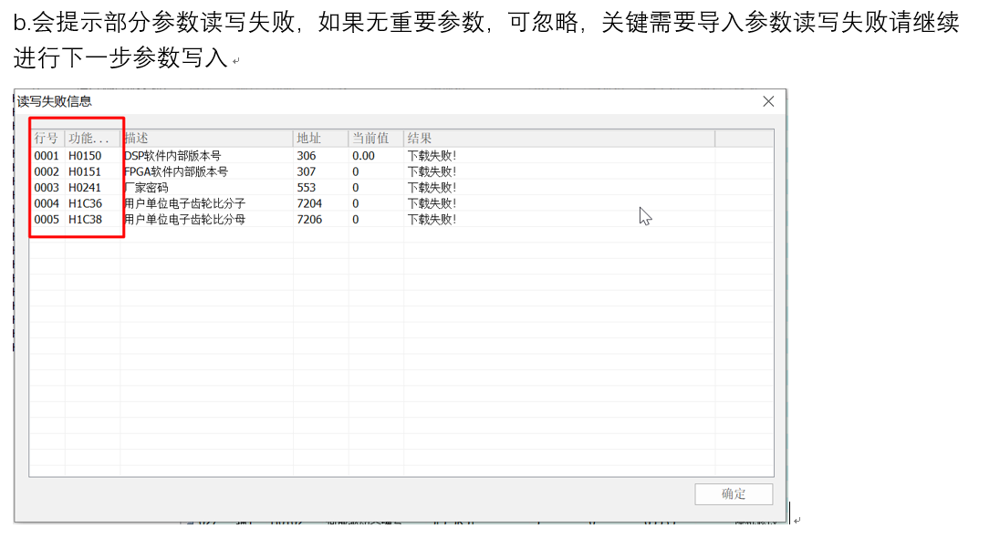 b.会提示部分参数读写失败，如果无重要参数，可忽略，关键需要导入参数读写失败请继续
进行下一步参数写入
读写失败信息
行号 功能... 描述 地址 当前值 结果
0001 H0150 DSP软件内部版本号 306 0.00 下载失败!
0002 H0151 FPGA软件内部版本号 307 0 下载失败!
0003 H0241 厂家密码 553 0 下载失败!
0004 H1C36 用户单位电子齿轮比分子 7204 0 下载失败!
0005 H1C38 用户单位电子齿轮比分母 7206 0 下载失败!
确定